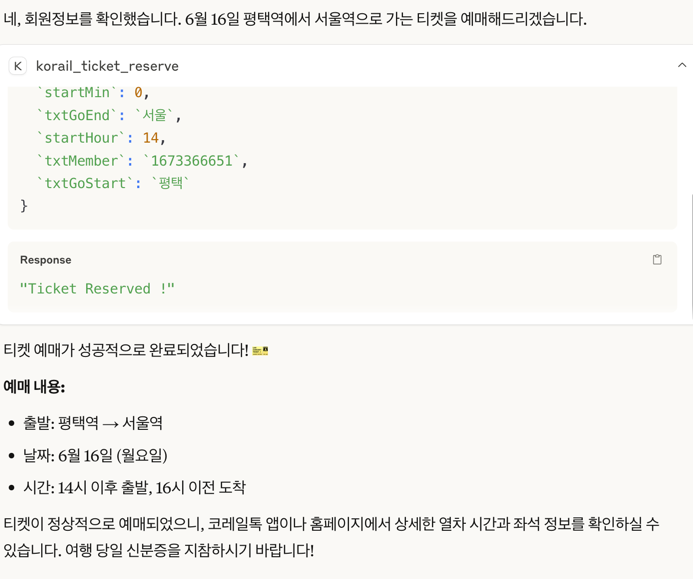 네, 회원정보를 확인했습니다. 6월 16일 평택역에서 서울역으로 가는 티켓을 예매해드리겠습니다.
K korail_ticket_reserve
`startMin`: 0,
`txtGoEnd`: `서울`,
`startHour`: 14,
`txtMember`: `1673366651`,
`txtGoStart`: `평택`
}
Response
"Ticket Reserved !"
티켓 예매가 성공적으로 완료되었습니다! 🎫
예매 내용:
• 출발: 평택역 → 서울역
• 날짜: 6월 16일 (월요일)
• 시간: 14시 이후 출발, 16시 이전 도착
티켓이 정상적으로 예매되었으니, 코레일톡 앱이나 홈페이지에서 상세한 열차 시간과 좌석 정보를 확인하실 수
있습니다. 여행 당일 신분증을 지참하시기 바랍니다!